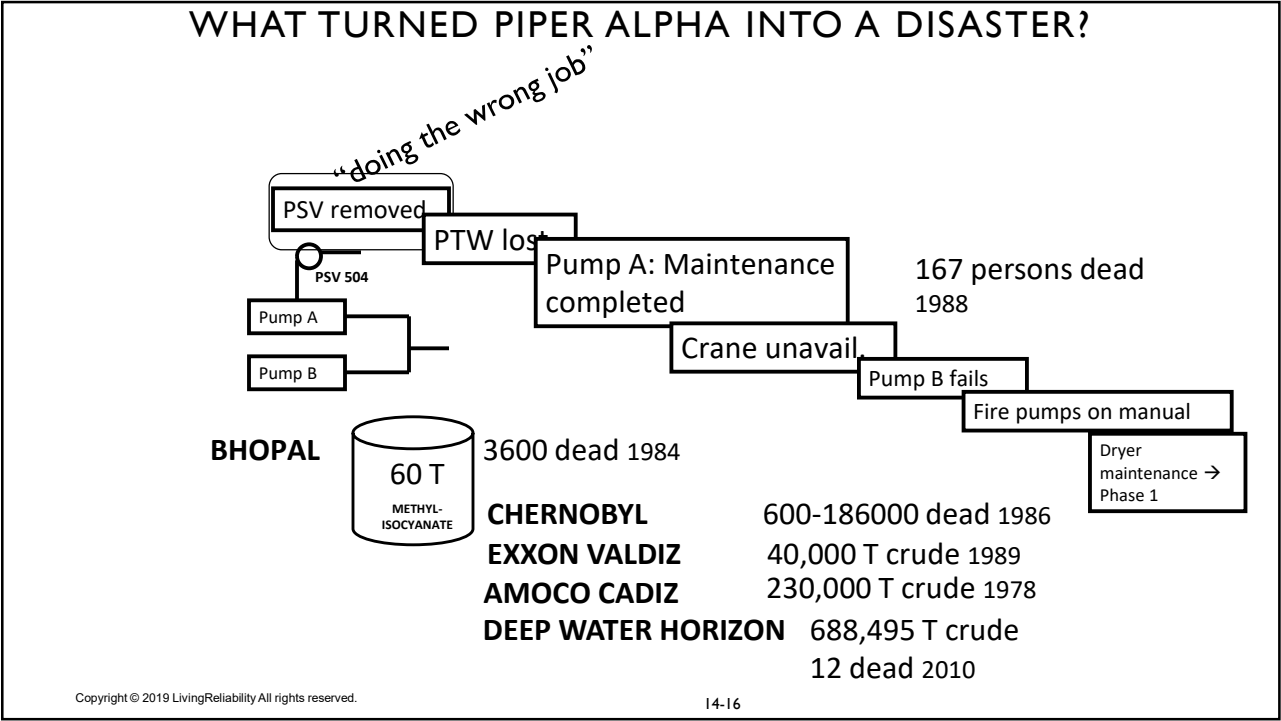 WHAT TURNED PIPER ALPHA INTO A DISASTER?
“doing the wrong job”
PSV removed
PTW lost
Pump A: Maintenance
completed
167 persons dead
1988
PSV 504
Pump A
Crane unavail.
Pump B
Pump B fails
Fire pumps on manual
Dryer
maintenance →
Phase 1
BHOPAL
60 T
METHYL-
ISOCYANATE
3600 dead 1984
CHERNOBYL 600-186000 dead 1986
EXXON VALDIZ 40,000 T crude 1989
AMOCO CADIZ 230,000 T crude 1978
DEEP WATER HORIZON 688,495 T crude
12 dead 2010
Copyright © 2019 LivingReliability All rights reserved.
14-16